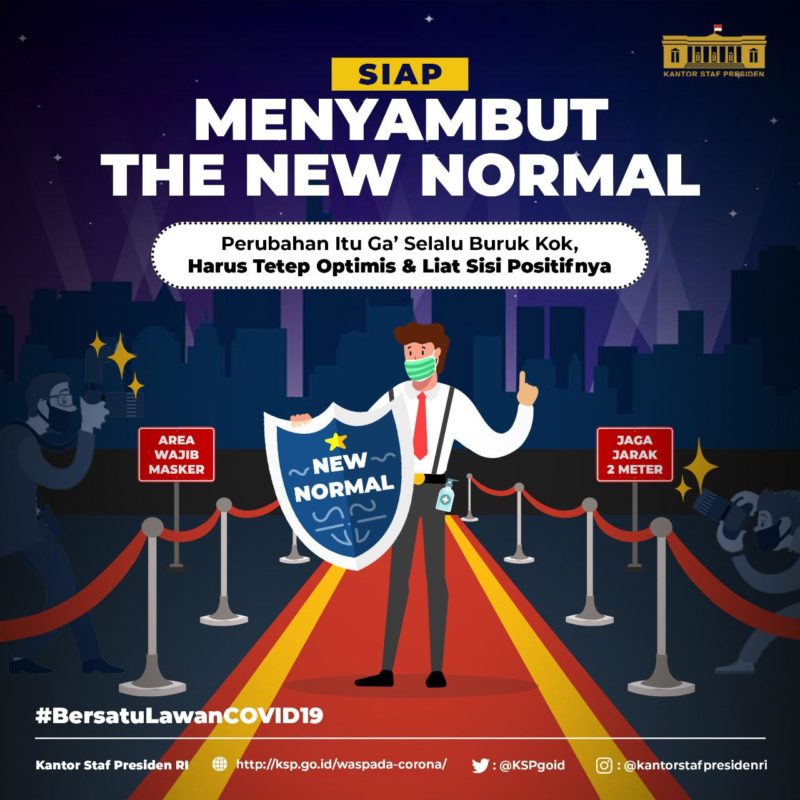 KANTOR STAF PRESIDEN
SIAP
MENYAMBUT
THE NEW NORMAL
Perubahan Itu Ga' Selalu Buruk Kok,
Harus Tetep Optimis & Liat Sisi Positifnya
AREA
WAJIB
MASKER
JAGA
JARAK
2 METER
NEW
NORMAL
#BersatuLawanCOVID19
Kantor Staf Presiden RI
http://ksp.go.id/waspada-corona/
: @KSPgoid
: @kantorstafpresidenri